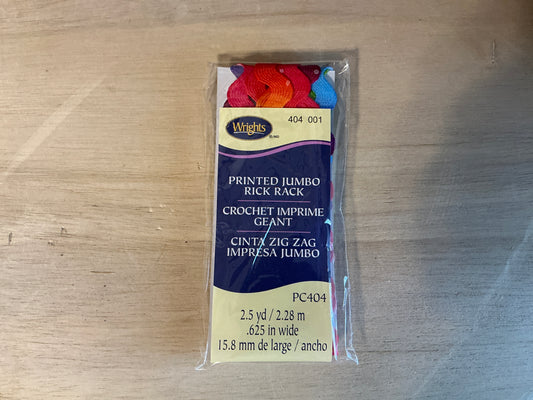 404 001
Wrights
PRINTED JUMBO
RICK RACK
CROCHET IMPRIME
GEANT
CINTA ZIG ZAG
IMPRESA JUMBO
PC404
2.5 yd / 2.28 m
.625 in wide
15.8 mm de large / ancho